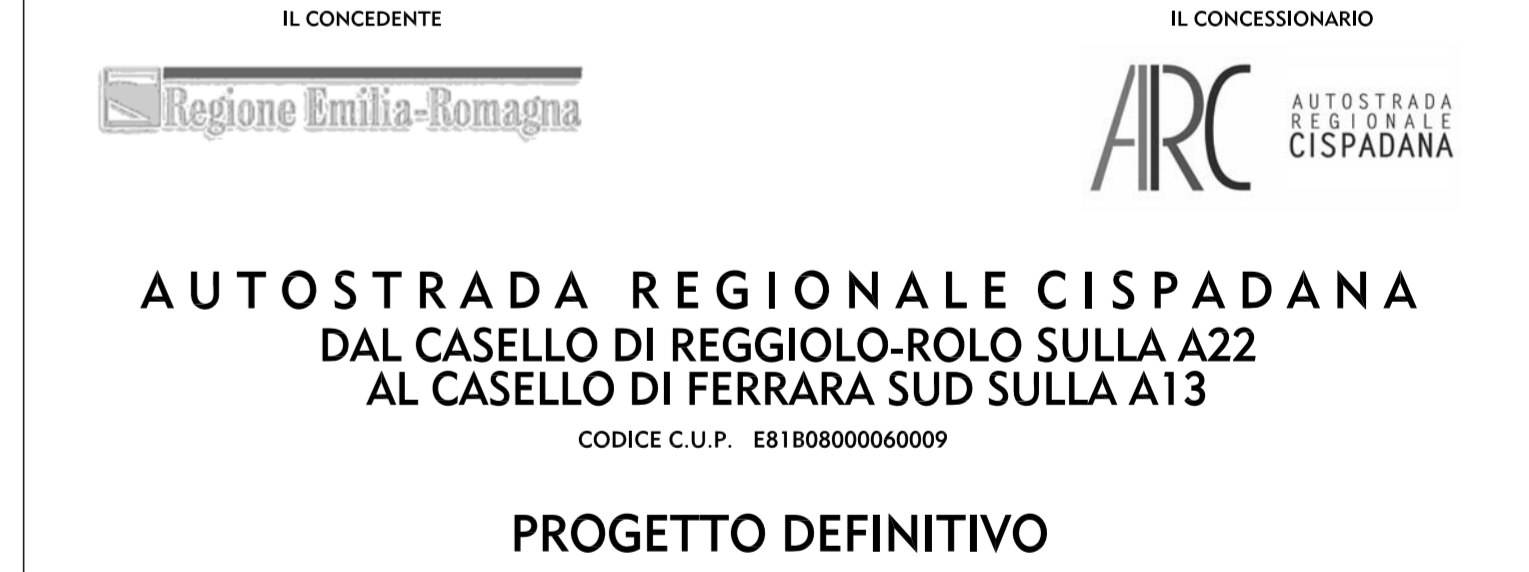 IL CONCEDENTE
IL CONCESSIONARIO
Regione Emilia-Romagna
ARC
AUTOSTRADA
REGIONALE
CISPADANA
AUTOSTRADA REGIONALE CISPADANA
DAL CASELLO DI REGGIOLO-ROLO SULLA A22
AL CASELLO DI FERRARA SUD SULLA A13
CODICE C.U.P. E81B08000060009
PROGETTO DEFINITIVO